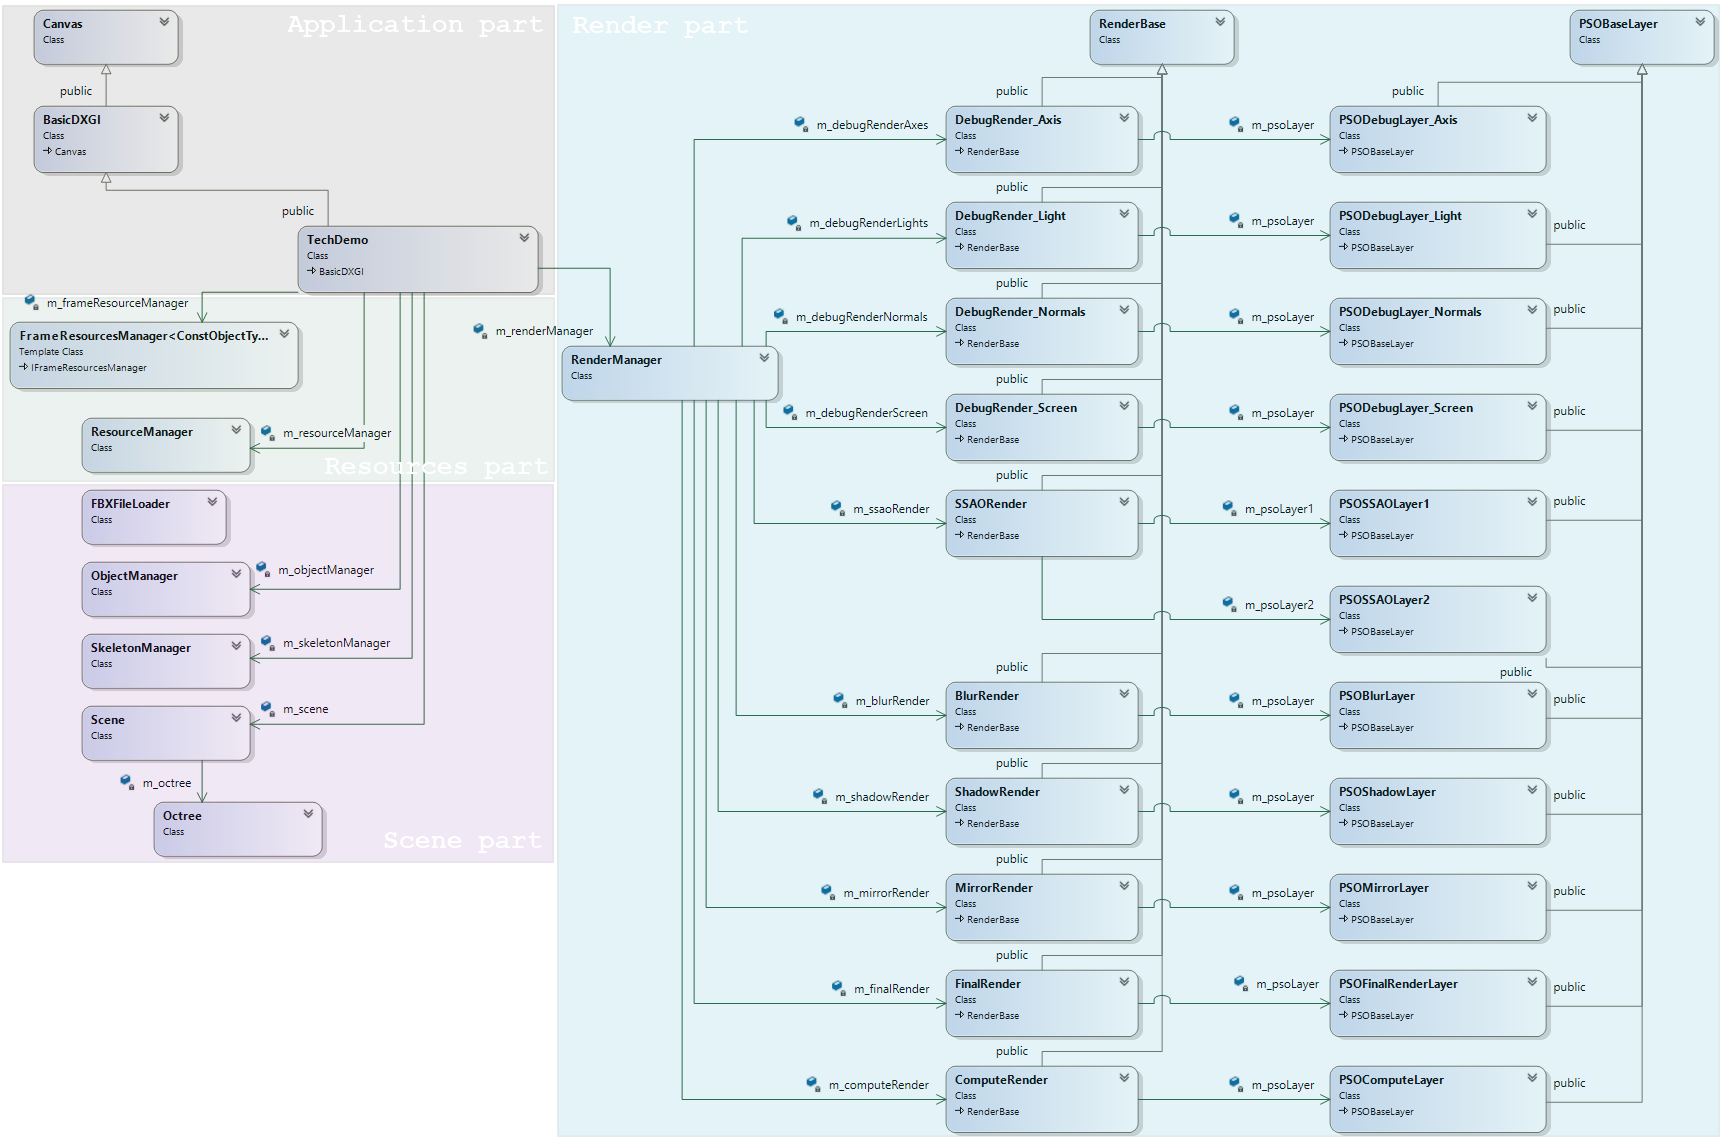 Application part
Canvas
Class
public
BasicDXGI
Class
Canvas
public
TechDemo
Class
BasicDXGI
m_frameResourceManager
FrameResourcesManager<ConstObjectTy...
Template Class
IFrameResourcesManager
ResourceManager
Class
m_resourceManager
Resources part
FBXFileLoader
Class
ObjectManager
Class
m_objectManager
SkeletonManager
Class
m_skeletonManager
Scene
Class
m_scene
m_octree
Octree
Class
Scene part
Render part
m_renderManager
RenderManager
Class
RenderBase
Class
PSOBaseLayer
Class
public
public
m_debugRenderAxes
DebugRender_Axis
Class
RenderBase
m_psoLayer
PSODebugLayer_Axis
Class
PSOBaseLayer
public
m_debugRenderLights
DebugRender_Light
Class
RenderBase
m_psoLayer
PSODebugLayer_Light
Class
PSOBaseLayer
public
public
m_debugRenderNormals
DebugRender_Normals
Class
RenderBase
m_psoLayer
PSODebugLayer_Normals
Class
PSOBaseLayer
public
public
m_debugRenderScreen
DebugRender_Screen
Class
RenderBase
m_psoLayer
PSODebugLayer_Screen
Class
PSOBaseLayer
public
public
m_ssaoRender
SSAORender
Class
RenderBase
m_psoLayer1
PSOSSAOLayer1
Class
PSOBaseLayer
public
m_psoLayer2
PSOSSAOLayer2
Class
PSOBaseLayer
public
public
m_blurRender
BlurRender
Class
RenderBase
m_psoLayer
PSOBlurLayer
Class
PSOBaseLayer
public
public
m_shadowRender
ShadowRender
Class
RenderBase
m_psoLayer
PSOShadowLayer
Class
PSOBaseLayer
public
public
m_mirrorRender
MirrorRender
Class
RenderBase
m_psoLayer
PSOMirrorLayer
Class
PSOBaseLayer
public
public
m_finalRender
FinalRender
Class
RenderBase
m_psoLayer
PSOFinalRenderLayer
Class
PSOBaseLayer
public
public
m_computeRender
ComputeRender
Class
RenderBase
m_psoLayer
PSOComputeLayer
Class
PSOBaseLayer
public